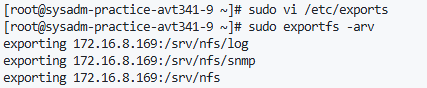 [root@sysadm-practice-avt341-9 ~]# sudo vi /etc/exports
[root@sysadm-practice-avt341-9 ~]# sudo exportfs -arv
exporting 172.16.8.169:/srv/nfs/log
exporting 172.16.8.169:/srv/nfs/snmp
exporting 172.16.8.169:/srv/nfs